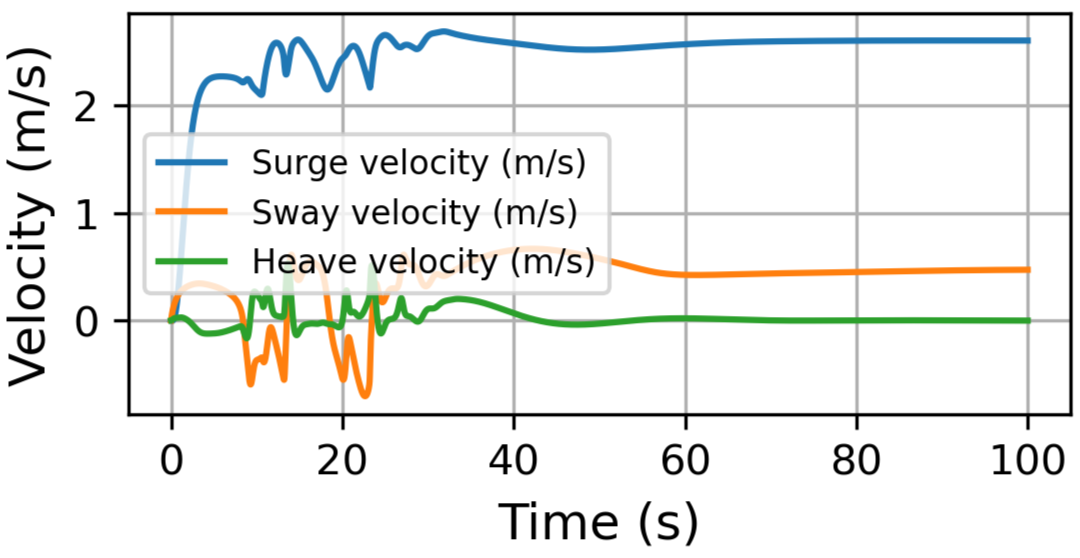 Velocity (m/s)
2
1
0
Surge velocity (m/s)
Sway velocity (m/s)
Heave velocity (m/s)
0 20 40 60 80 100
Time (s)